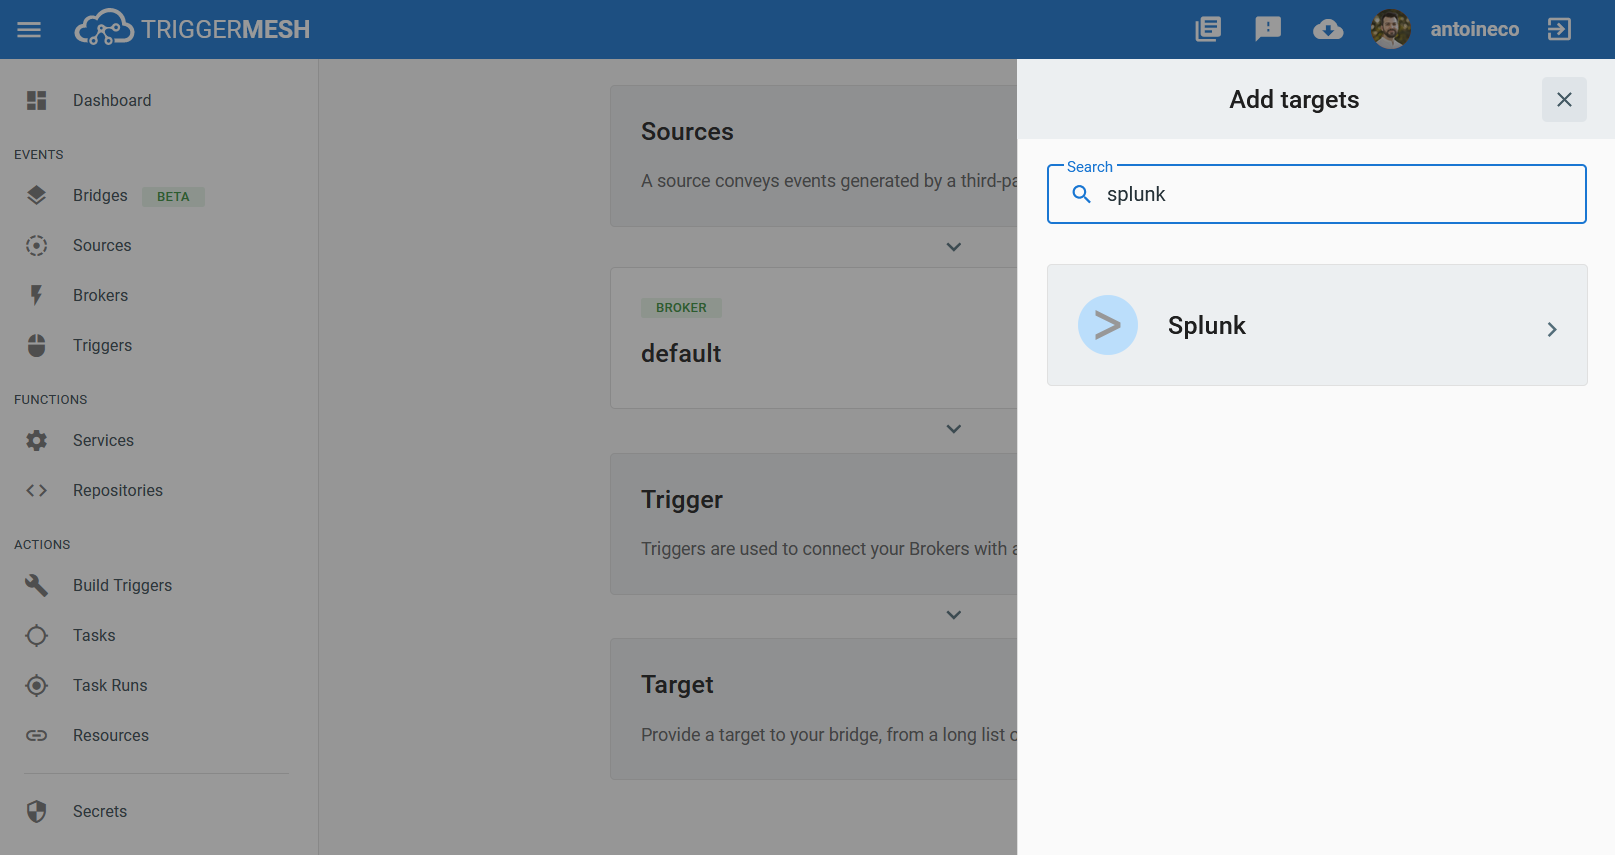 TRIGGERMESH
antoineco
Dashboard
EVENTS
Bridges BETA
Sources
Brokers
Triggers
FUNCTIONS
Services
Repositories
ACTIONS
Build Triggers
Tasks
Task Runs
Resources
Secrets
Sources
A source conveys events generated by a third-pa
BROKER
default
Trigger
Triggers are used to connect your Brokers with a
Target
Provide a target to your bridge, from a long list o
Add targets
Search
splunk
> Splunk